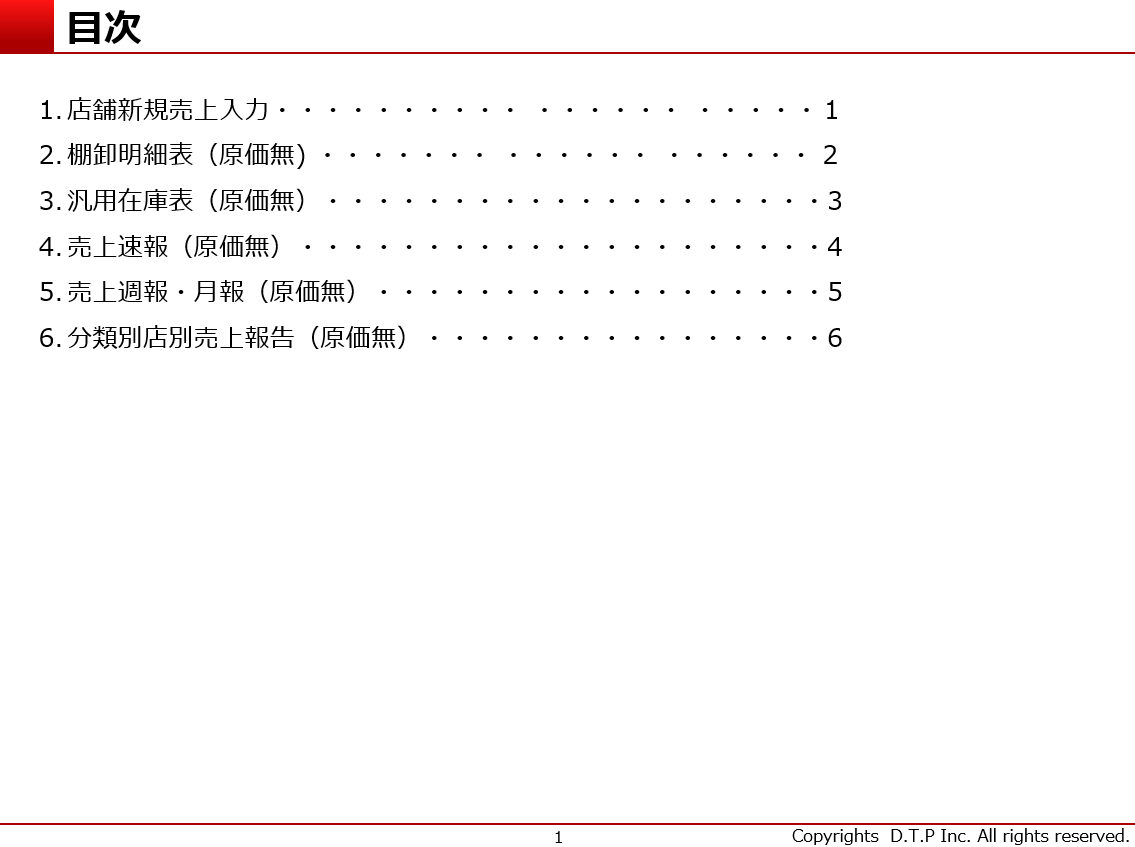 目次
1. 店舗新規売上入力・・・・・・・・・・ ・・・・・・ ・・・・・ 1
2. 棚卸明細表（原価無) ・・・・・・・ ・・・・・・ ・・・・・・ 2
3. 汎用在庫表（原価無）・・・・・・・・・・・・・・・・・・・・3
4. 売上速報（原価無）・・・・・・・・・・・・・・・・・・・・・4
5. 売上週報・月報（原価無）・・・・・・・・・・・・・・・・・・5
6. 分類別店別売上報告（原価無）・・・・・・・・・・・・・・・・6
1
Copyrights D.T.P Inc. All rights reserved.